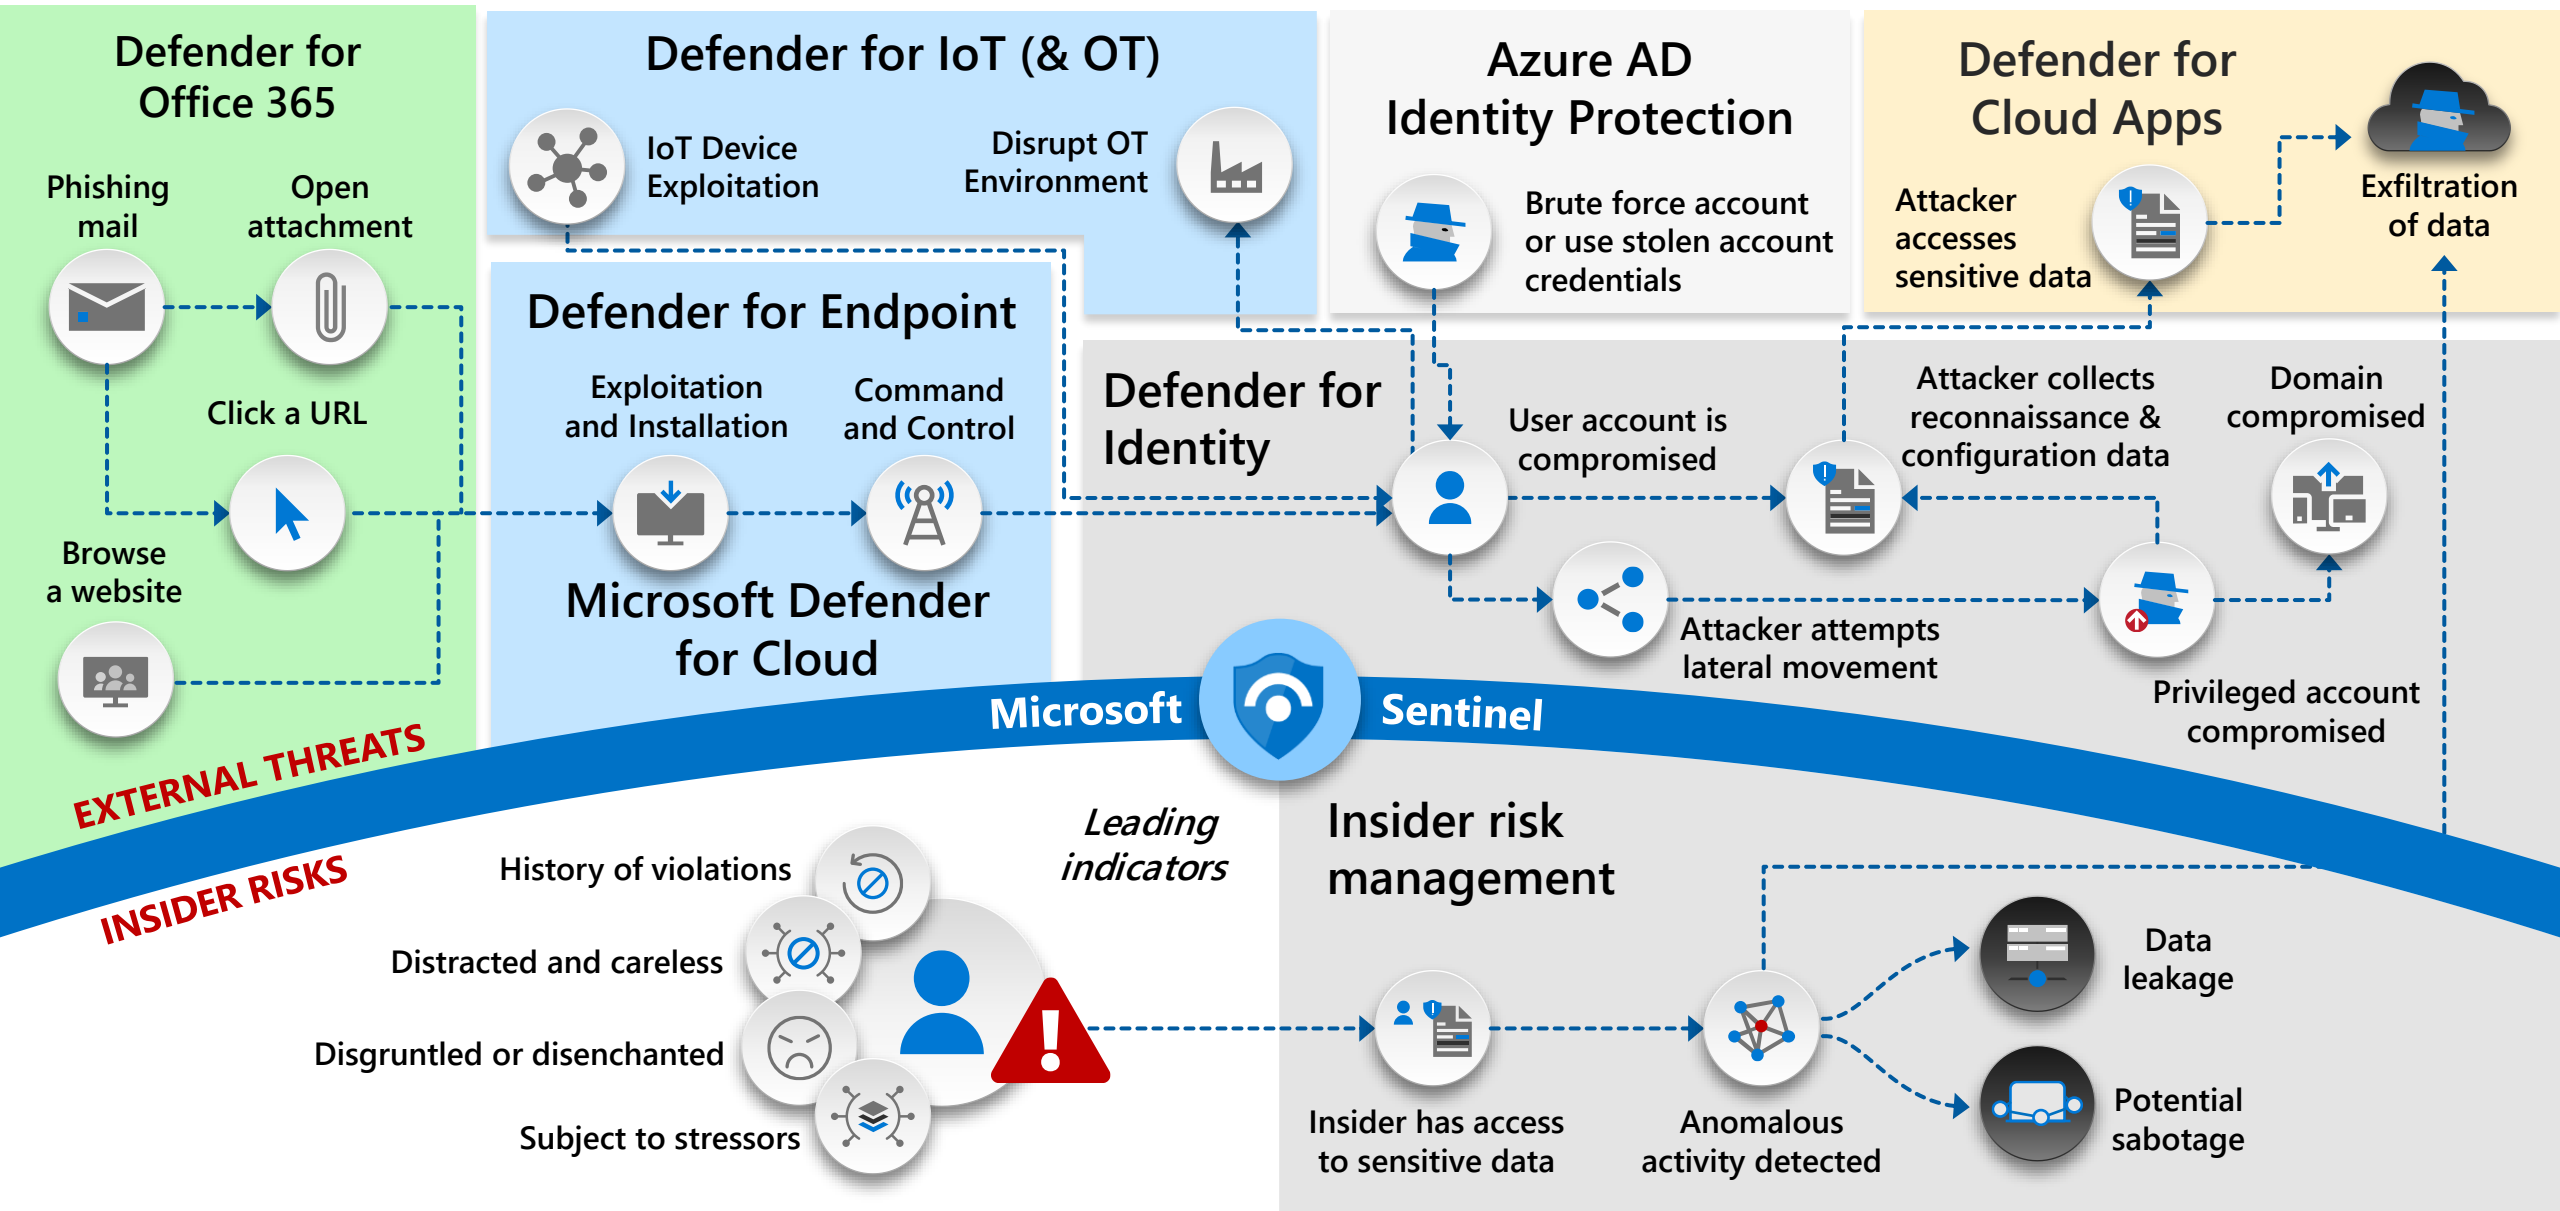 Defender for
Office 365
Phishing
mail
Open
attachment
Click a URL
Browse
a website
Defender for IoT (& OT)
IoT Device
Exploitation
Disrupt OT
Environment
Defender for Endpoint
Exploitation
and Installation
Command
and Control
Microsoft Defender
for Cloud
Azure AD
Identity Protection
Brute force account
or use stolen account
credentials
Defender for
Cloud Apps
Attacker
accesses
sensitive data
Exfiltration
of data
Defender for
Identity
User account is
compromised
Attacker collects
reconnaissance &
configuration data
Domain
compromised
Attacker attempts
lateral movement
Privileged account
compromised
Microsoft Sentinel
EXTERNAL THREATS
INSIDER RISKS
Leading
indicators
History of violations
Distracted and careless
Disgruntled or disenchanted
Subject to stressors
Insider risk
management
Insider has access
to sensitive data
Anomalous
activity detected
Data
leakage
Potential
sabotage